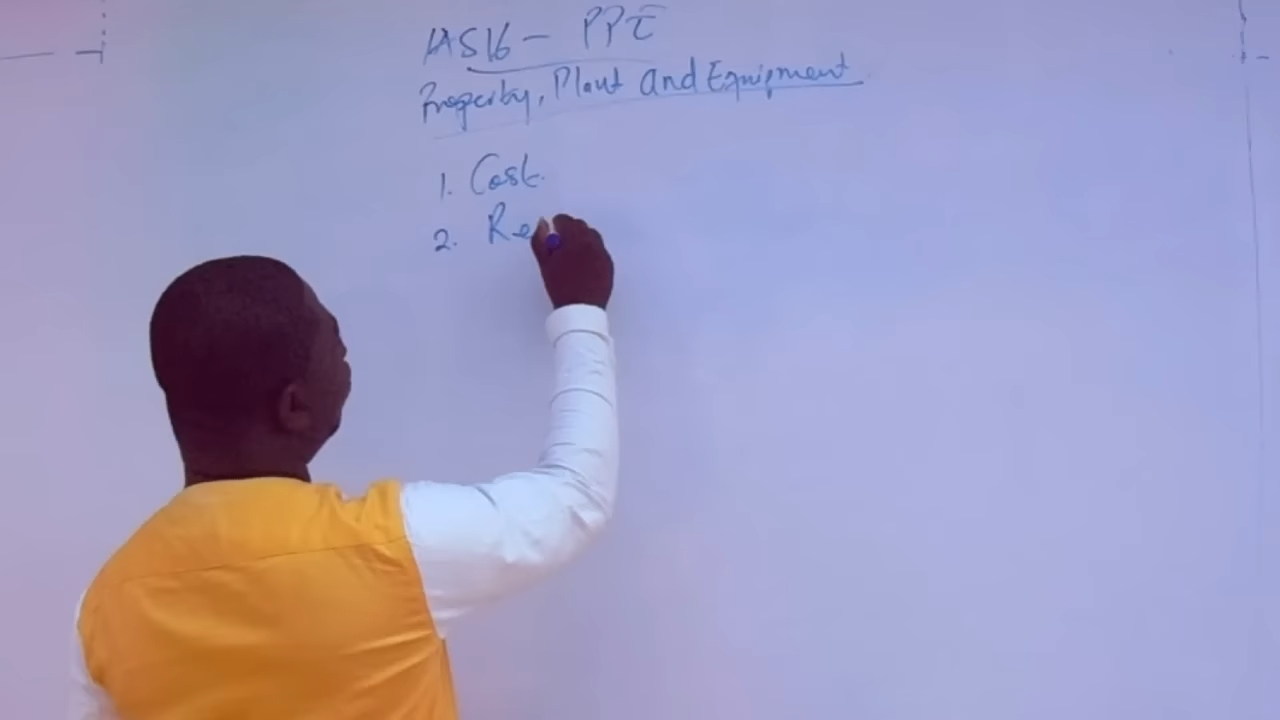 IAS16 - PPE
Property, Plant and Equipment
1. Cost.
2. Re